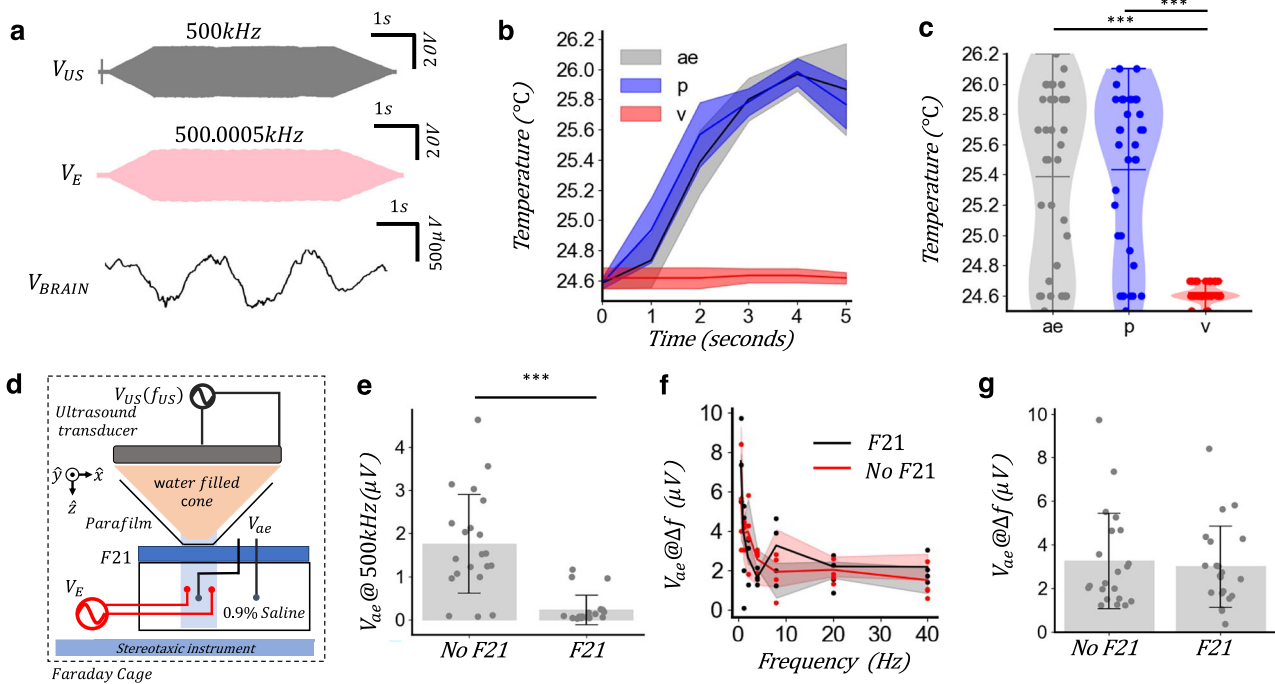 a
500kHz
1s
20V
V_US
500.0005kHz
1s
20V
V_E
1s
500μV
V_BRAIN
b
26.2
26.0
25.8
25.6
25.4
25.2
25.0
24.8
24.6
Temperature (°C)
ae
p
v
0 1 2 3 4 5
Time (seconds)
c
***
***
26.2
26.0
25.8
25.6
25.4
25.2
25.0
24.8
24.6
Temperature (°C)
ae p v
d
V_US(f_US)
Ultrasound
transducer
ŷ x̂
ẑ
water filled
cone
Parafilm
V_ae
F21
V_E
0.9% Saline
Stereotaxic instrument
Faraday Cage
e
***
4
3
2
1
0
V_ae@500kHz(μV)
No F21 F21
f
10
8
6
4
2
0
V_ae@Δf (μV)
F21
No F21
0 10 20 30 40
Frequency (Hz)
g
10
8
6
4
2
0
V_ae@Δf (μV)
No F21 F21